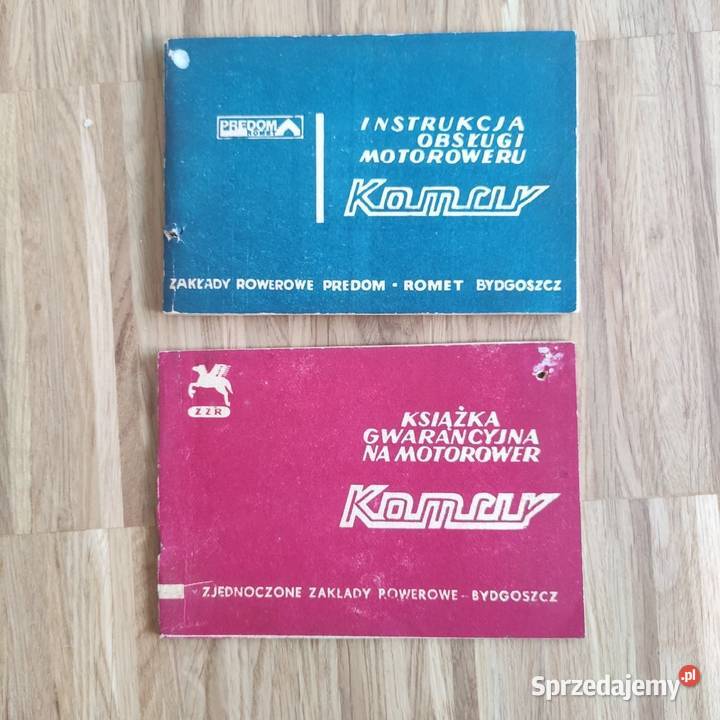 PREDOM
ROMET
INSTRUKCJA
OBSŁUGI
MOTOROWERU
Komar
ZAKŁADY ROWEROWE PREDOM - ROMET BYDGOSZCZ
ZZR
KSIĄŻKA
GWARANCYJNA
NA MOTOROWER
Komar
ZJEDNOCZONE ZAKŁADY ROWEROWE - BYDGOSZCZ
Sprzedajemy.pl